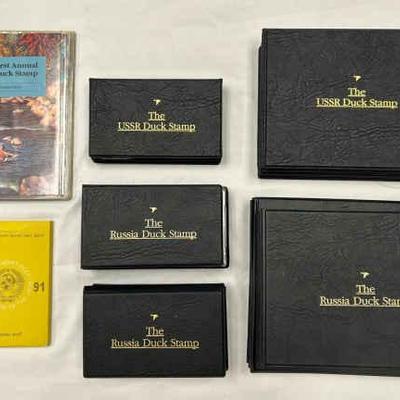 First Annual
Duck Stamp
91
The
USSR Duck Stamp
The
Russia Duck Stamp
The
Russia Duck Stamp
The
USSR Duck Stamp
The
Russia Duck Stamp